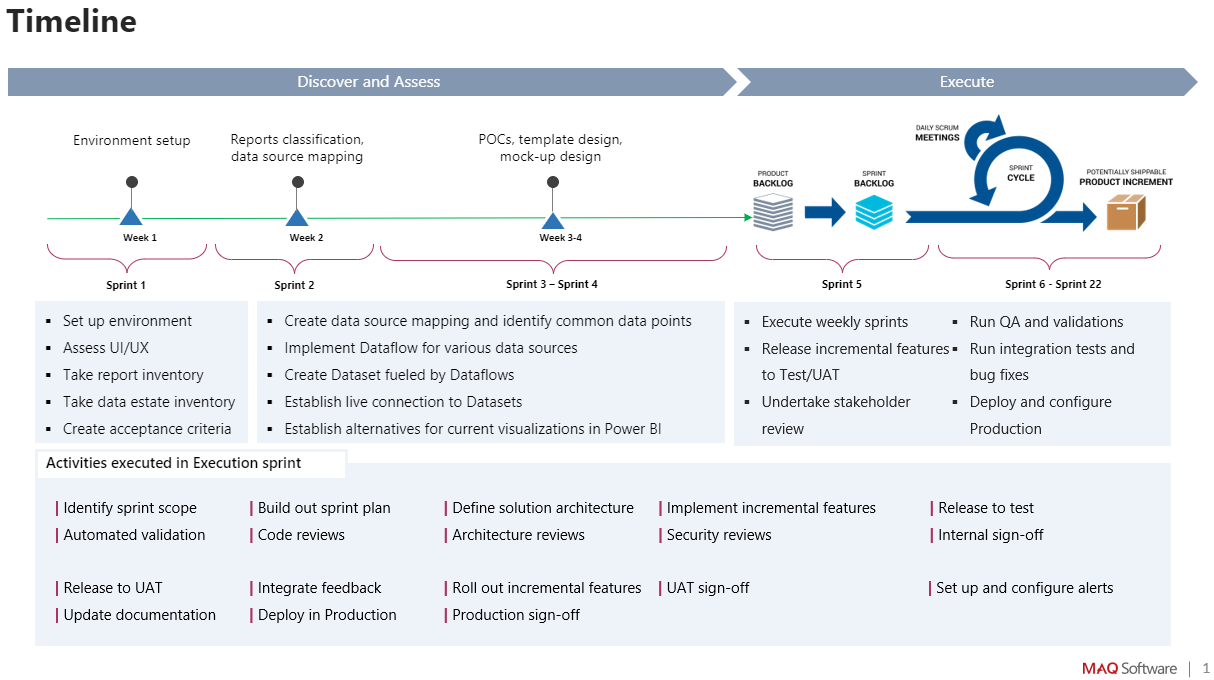 Timeline
Discover and Assess
Execute
Environment setup
Reports classification,
data source mapping
POCs, template design,
mock-up design
Week 1
Week 2
Week 3-4
DAILY SCRUM
MEETINGS
SPRINT
CYCLE
PRODUCT
BACKLOG
SPRINT
BACKLOG
POTENTIALLY SHIPPABLE
PRODUCT INCREMENT
Sprint 1
Sprint 2
Sprint 3 – Sprint 4
Sprint 5
Sprint 6 - Sprint 22
▪ Set up environment
▪ Assess UI/UX
▪ Take report inventory
▪ Take data estate inventory
▪ Create acceptance criteria
▪ Create data source mapping and identify common data points
▪ Implement Dataflow for various data sources
▪ Create Dataset fueled by Dataflows
▪ Establish live connection to Datasets
▪ Establish alternatives for current visualizations in Power BI
▪ Execute weekly sprints
▪ Release incremental features
to Test/UAT
▪ Undertake stakeholder
review
▪ Run QA and validations
▪ Run integration tests and
bug fixes
▪ Deploy and configure
Production
Activities executed in Execution sprint
| Identify sprint scope
| Automated validation
| Build out sprint plan
| Code reviews
| Define solution architecture
| Architecture reviews
| Implement incremental features
| Security reviews
| Release to test
| Internal sign-off
| Release to UAT
| Update documentation
| Integrate feedback
| Deploy in Production
| Roll out incremental features
| Production sign-off
| UAT sign-off
| Set up and configure alerts
MAQ Software | 1